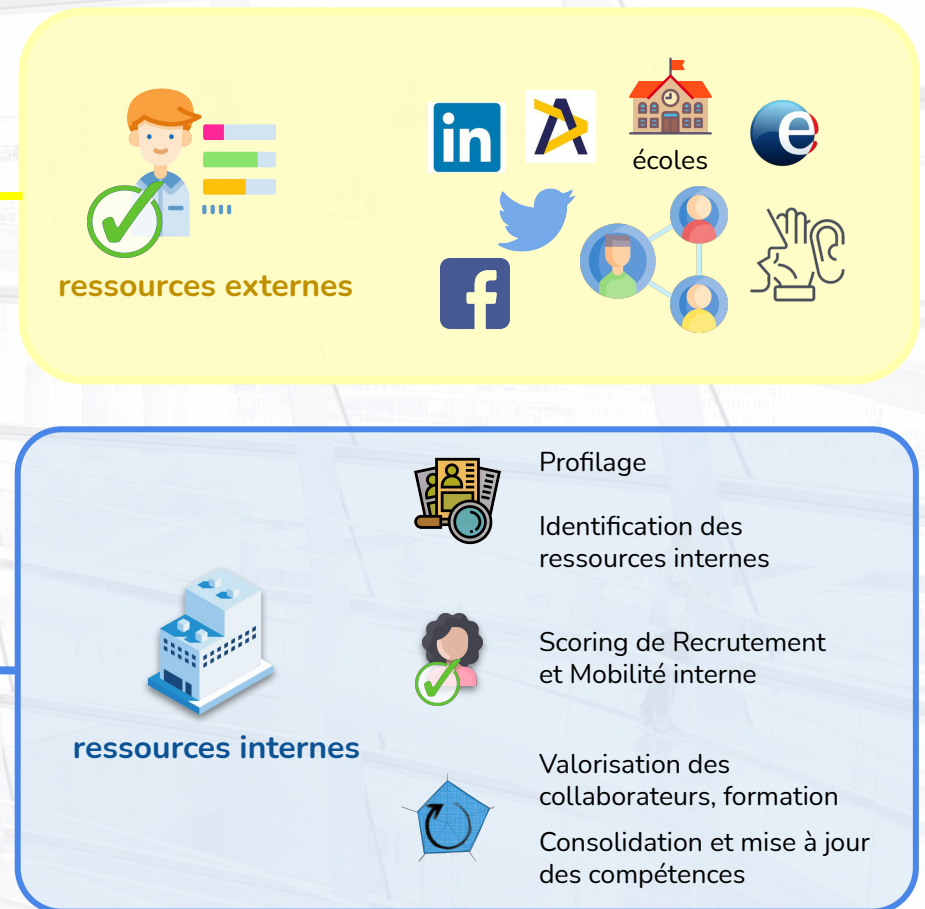 in
écoles
e
f
ressources externes
Profilage
Identification des
ressources internes
Scoring de Recrutement
et Mobilité interne
ressources internes
Valorisation des
collaborateurs, formation
Consolidation et mise à jour
des compétences